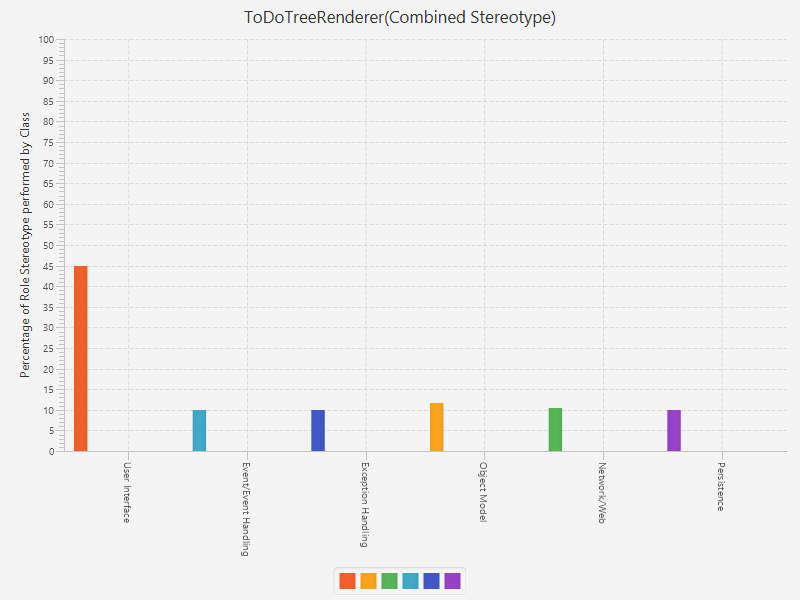 ToDoTreeRenderer(Combined Stereotype)
Percentage of Role Stereotype performed by Class
100
95
90
85
80
75
70
65
60
55
50
45
40
35
30
25
20
15
10
5
0
User Interface
Event/Event Handling
Exception Handling
Object Model
Network/Web
Persistence